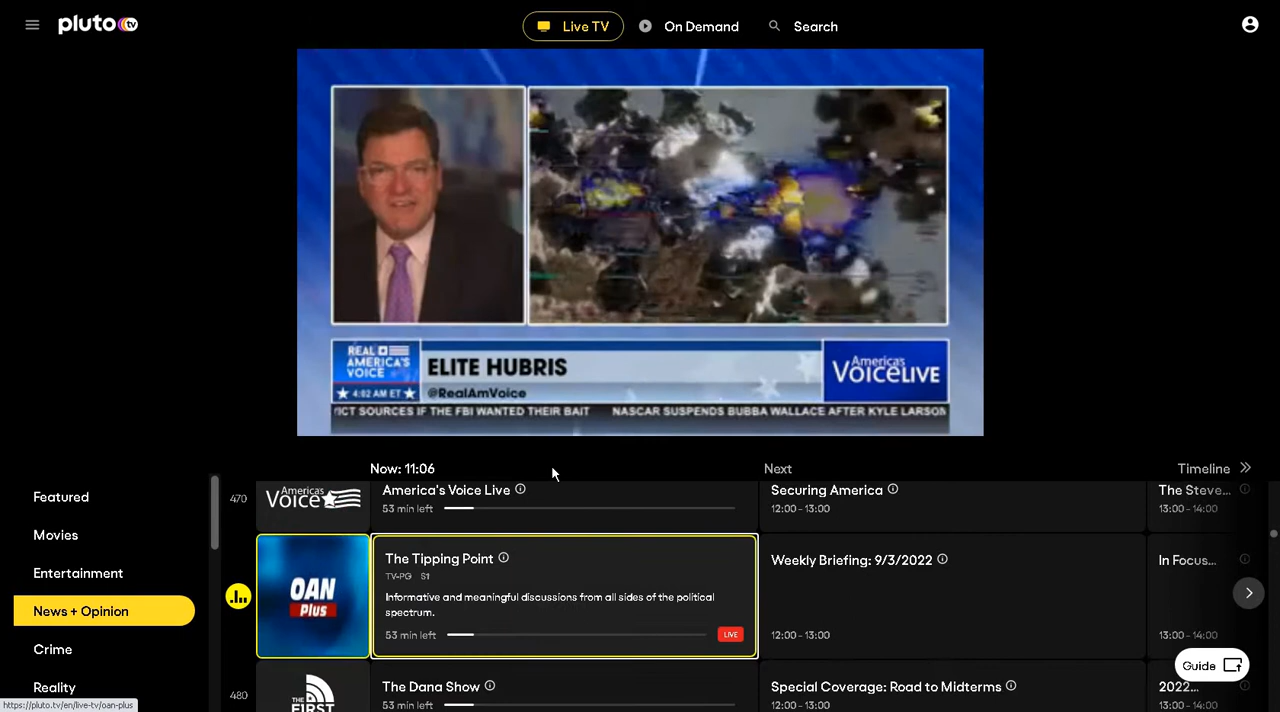 pluto tv
Live TV
On Demand
Search
REAL
AMERICA'S
VOICE
4:02 AM ET
ELITE HUBRIS
@RealAmVoice
America's
VOICELIVE
ICT SOURCES IF THE FBI WANTED THEIR BAIT NASCAR SUSPENDS BUBBA WALLACE AFTER KYLE LARSON
Now: 11:06
Next
Timeline
Featured
Movies
Entertainment
News + Opinion
Crime
Reality
470
America's
Voice
America's Voice Live
53 min left
Securing America
12:00 - 13:00
The Steve...
13:00 - 14:00
OAN
Plus
The Tipping Point
TV-PG S1
Informative and meaningful discussions from all sides of the political
spectrum.
53 min left
LIVE
Weekly Briefing: 9/3/2022
12:00 - 13:00
In Focus...
13:00 - 14:00
Guide
480
THE
FIRST
The Dana Show
53 min left
Special Coverage: Road to Midterms
12:00 - 13:00
2022...
13:00 - 14:00
https://pluto.tv/en/live-tv/oan-plus